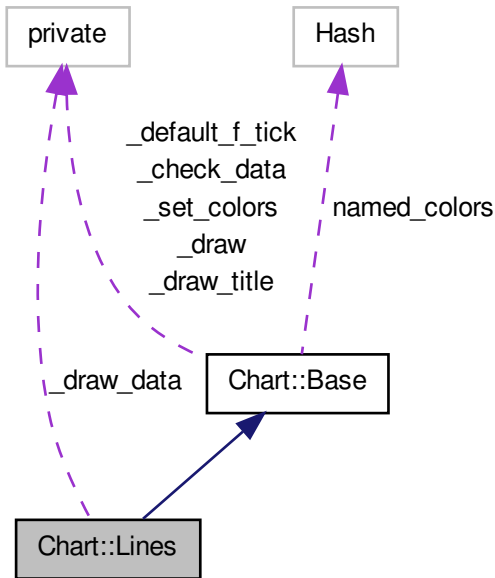 private
Hash
_default_f_tick
_check_data
_set_colors
_draw
_draw_title
named_colors
Chart::Base
_draw_data
Chart::Lines